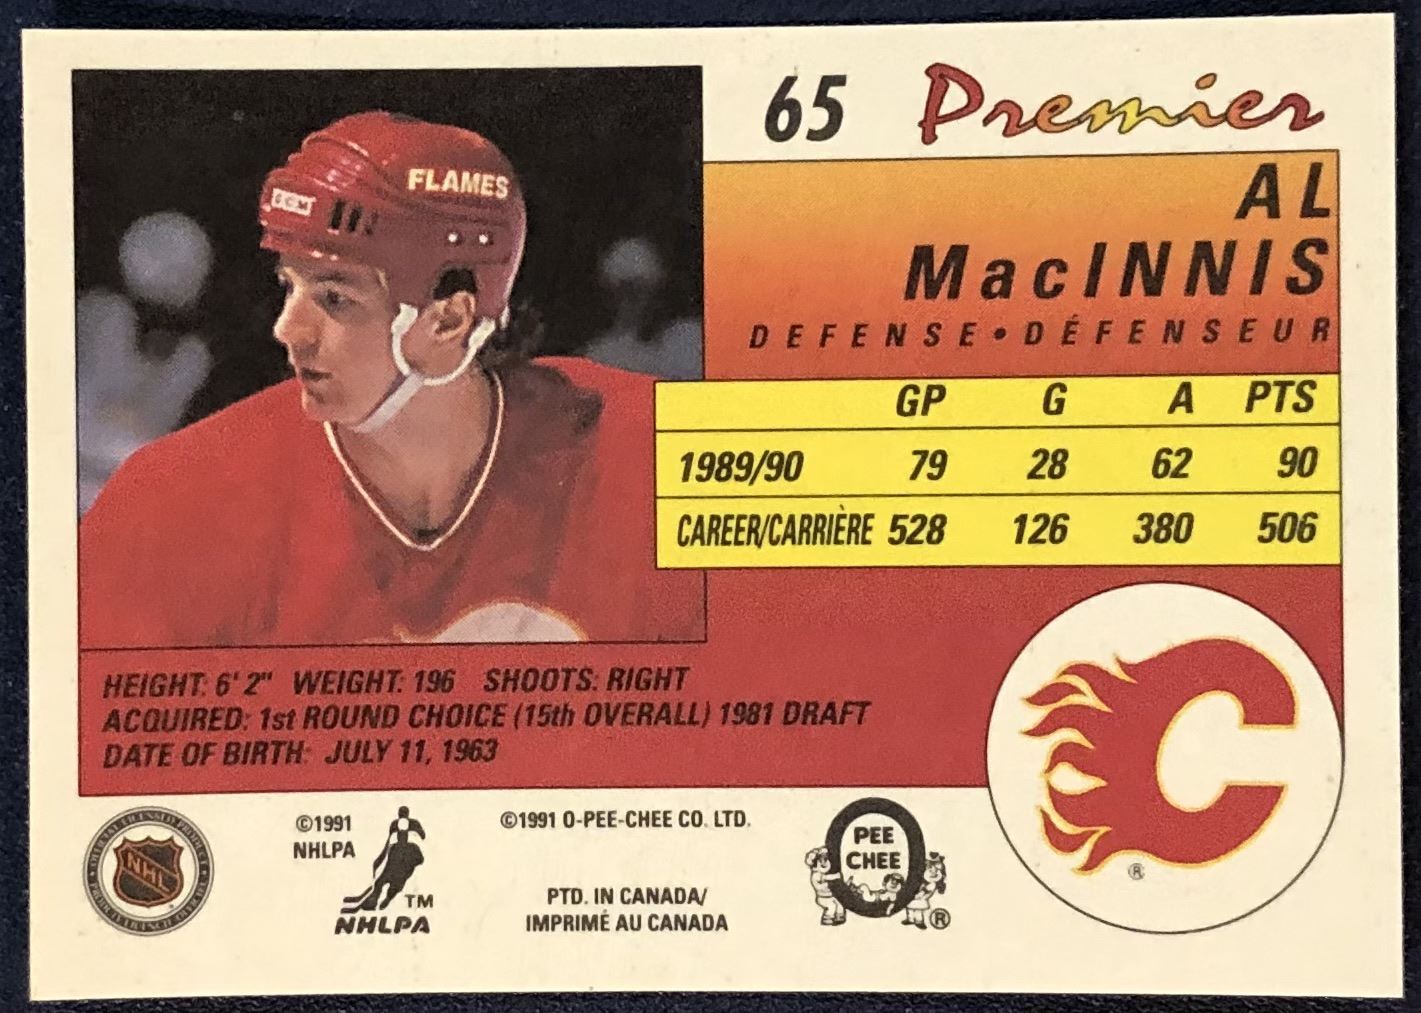 65 Premier
AL
MacINNIS
DEFENSE • DÉFENSEUR
GP G A PTS
1989/90 79 28 62 90
CAREER/CARRIÈRE 528 126 380 506
FLAMES
CCM
HEIGHT: 6' 2" WEIGHT: 196 SHOOTS: RIGHT
ACQUIRED: 1st ROUND CHOICE (15th OVERALL) 1981 DRAFT
DATE OF BIRTH: JULY 11, 1963
©1991
NHLPA
NHL
TM
NHLPA
©1991 O-PEE-CHEE CO. LTD.
PTD. IN CANADA/
IMPRIMÉ AU CANADA
O
PEE
CHEE
®
C
®